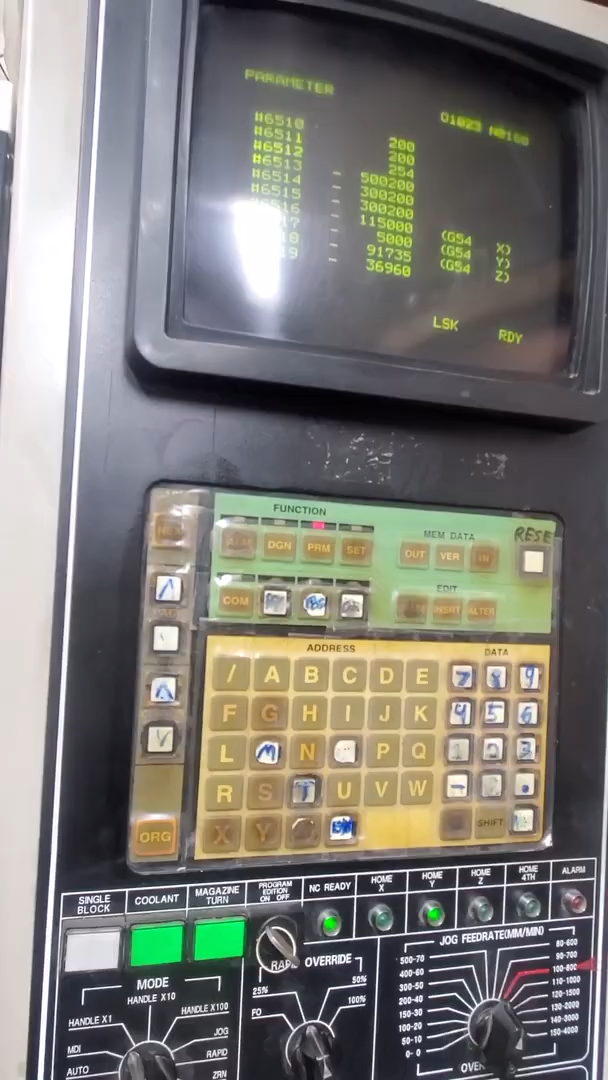 PARAMETER
O1023 N0160
#6510 200
#6511 200
#6512 254
#6513 - 500200
#6514 - 300200
#6515 - 300200
#6516 - 115000
17 - 5000 (G54 X)
18 - 91735 (G54 Y)
9 - 36960 (G54 Z)
LSK RDY
FUNCTION
DGN PRM SET
MEM DATA
OUT VER IN
RESE
COM
EDIT
INSRT ALTER
ADDRESS
DATA
/ A B C D E 7 8 9
F G H I J K 4 5 6
L M N P Q 1 2 3
R S T U V W - .
X Y
SHIFT
ORG
SINGLE BLOCK
COOLANT
MAGAZINE TURN
PROGRAM EDITION ON OFF
NC READY
HOME X
HOME Y
HOME Z
HOME 4TH
ALARM
MODE
HANDLE X10
HANDLE X1
HANDLE X100
MDI
JOG
AUTO
RAPID
ZRN
OVERRIDE
25%
50%
FO
100%
JOG FEEDRATE(MM/MIN)
500-70
400-60
300-50
200-40
150-30
100-20
50-10
0-0
80-600
90-700
100-800
110-1000
120-1500
130-2000
140-3000
150-4000